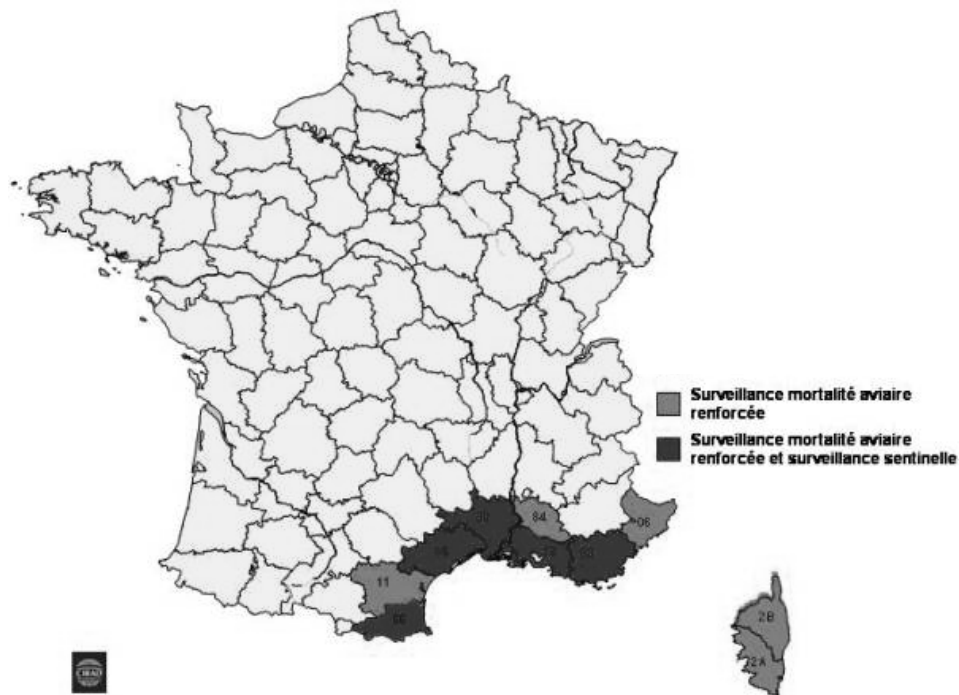 Surveillance mortalité aviaire
renforcée
Surveillance mortalité aviaire
renforcée et surveillance sentinelle
30
84
06
34
13
83
11
66
2B
2A
CIRAD